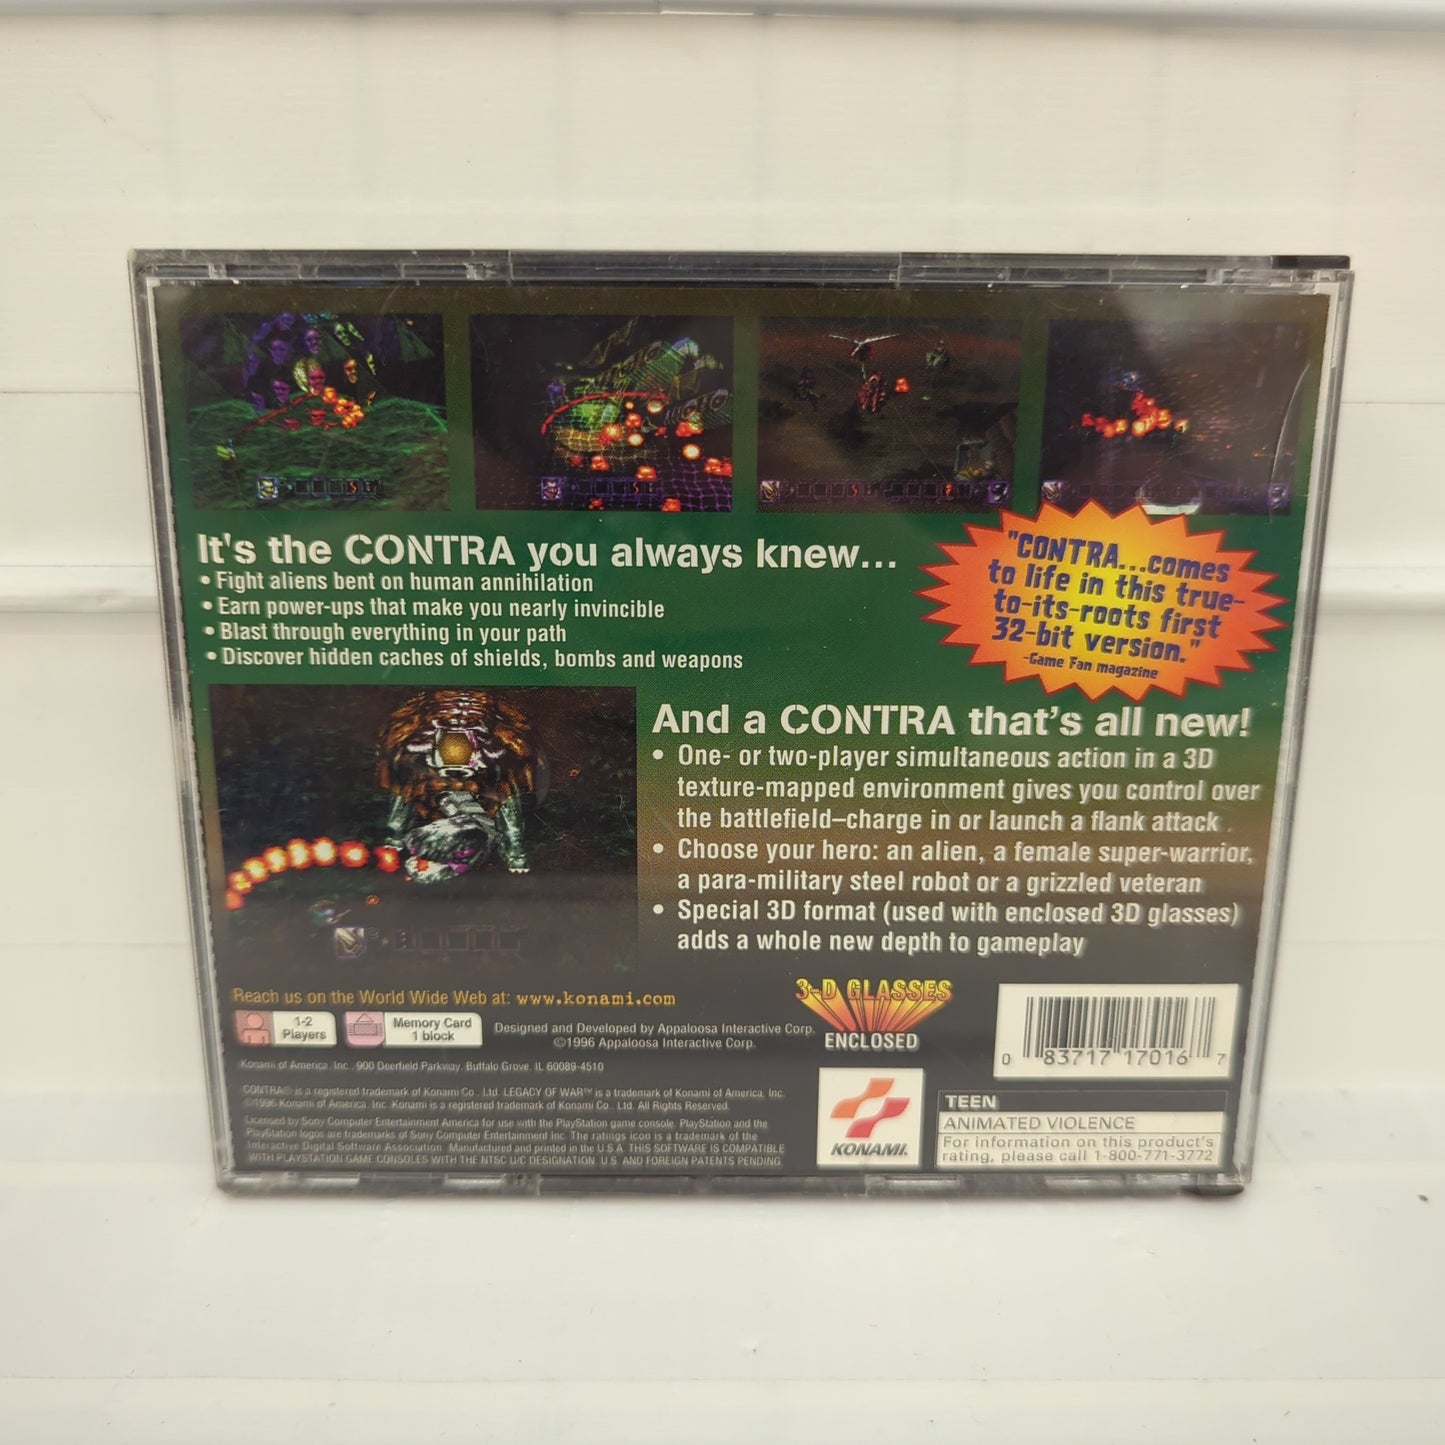 It's the CONTRA you always knew...
• Fight aliens bent on human annihilation
• Earn power-ups that make you nearly invincible
• Blast through everything in your path
• Discover hidden caches of shields, bombs and weapons
"CONTRA...comes
to life in this true-
to-its-roots first
32-bit version."
-Game Fan magazine
And a CONTRA that's all new!
• One- or two-player simultaneous action in a 3D
texture-mapped environment gives you control over
the battlefield–charge in or launch a flank attack .
• Choose your hero: an alien, a female super-warrior,
a para-military steel robot or a grizzled veteran
• Special 3D format (used with enclosed 3D glasses)
adds a whole new depth to gameplay
Reach us on the World Wide Web at: www.konami.com
1-2
Players
Memory Card
1 block
Designed and Developed by Appaloosa Interactive Corp.
©1996 Appaloosa Interactive Corp.
3-D GLASSES
ENCLOSED
0 83717 17016 7
Konami of America, Inc., 900 Deerfield Parkway, Buffalo Grove, IL 60089-4510
CONTRA® is a registered trademark of Konami Co., Ltd. LEGACY OF WAR™ is a trademark of Konami of America, Inc.
©1996 Konami of America, Inc. Konami is a registered trademark of Konami Co., Ltd. All Rights Reserved.
Licensed by Sony Computer Entertainment America for use with the PlayStation game console. PlayStation and the
PlayStation logos are trademarks of Sony Computer Entertainment Inc. The ratings icon is a trademark of the
Interactive Digital Software Association. Manufactured and printed in the U.S.A. THIS SOFTWARE IS COMPATIBLE
WITH PLAYSTATION GAME CONSOLES WITH THE NTSC U/C DESIGNATION. U.S. AND FOREIGN PATENTS PENDING.
KONAMI.
TEEN
ANIMATED VIOLENCE
For information on this product's
rating, please call 1-800-771-3772